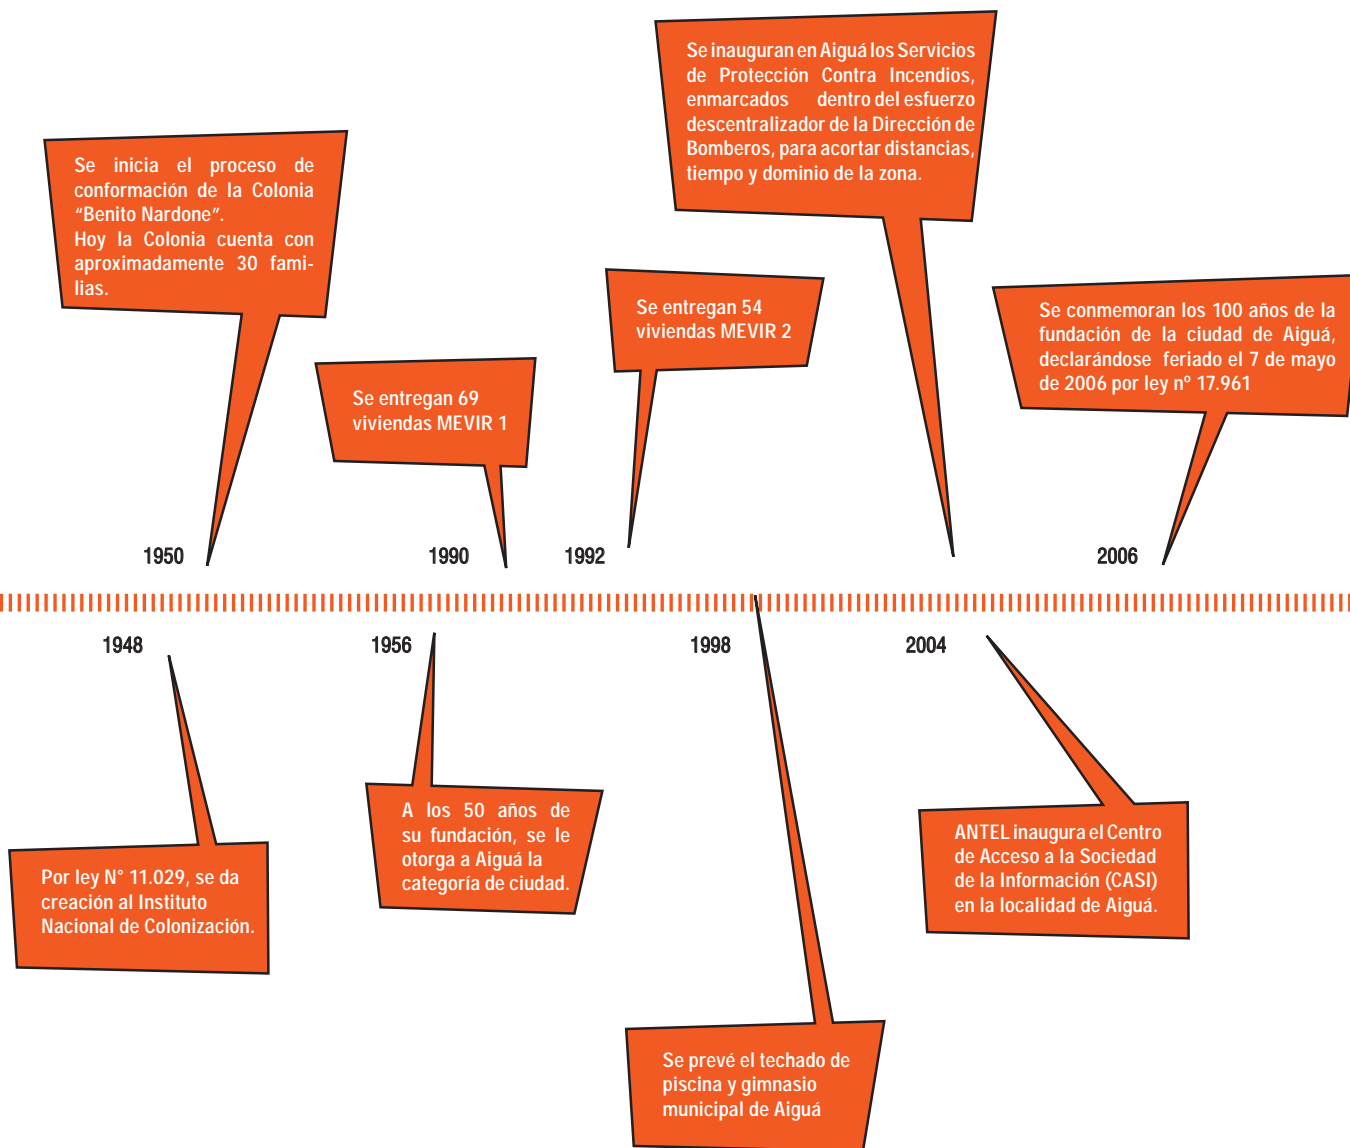 Se inauguran en Aiguá los Servicios
de Protección Contra Incendios,
enmarcados dentro del esfuerzo
descentralizador de la Dirección de
Bomberos, para acortar distancias,
tiempo y dominio de la zona.
Se inicia el proceso de
conformación de la Colonia
“Benito Nardone”.
Hoy la Colonia cuenta con
aproximadamente 30 fami-
lias.
Se entregan 54
viviendas MEVIR 2
Se conmemoran los 100 años de la
fundación de la ciudad de Aiguá,
declarándose feriado el 7 de mayo
de 2006 por ley nº 17.961
Se entregan 69
viviendas MEVIR 1
1950
1990
1992
2006
1948
1956
1998
2004
A los 50 años de
su fundación, se le
otorga a Aiguá la
categoría de ciudad.
ANTEL inaugura el Centro
de Acceso a la Sociedad
de la Información (CASI)
en la localidad de Aiguá.
Por ley N° 11.029, se da
creación al Instituto
Nacional de Colonización.
Se prevé el techado de
piscina y gimnasio
municipal de Aiguá